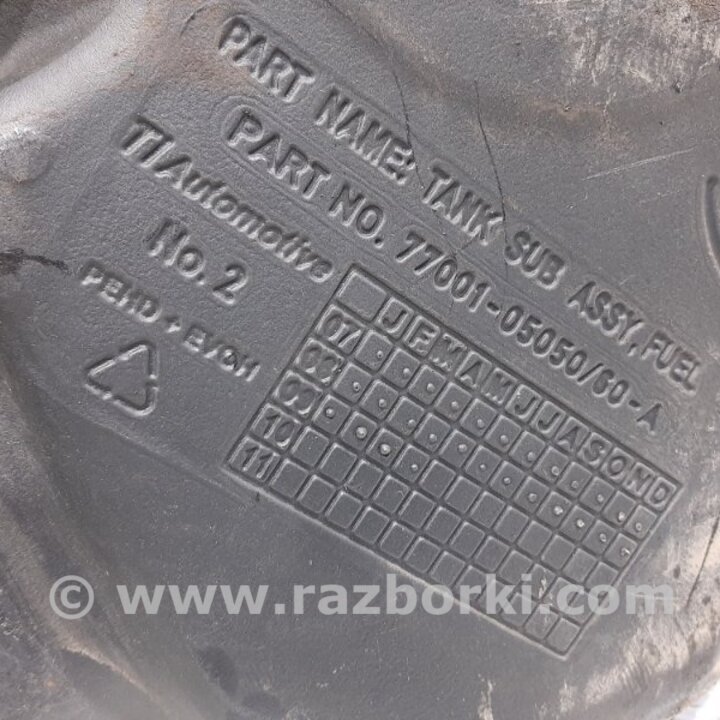 PART NAME: TANK SUB ASSY, FUEL
PART NO. 77001-05050/60-A
TI Automotive
No. 2
PEHD + EVOH
J F M A M J J A S O N D
07
08
09
10
11
© www.razborki.com